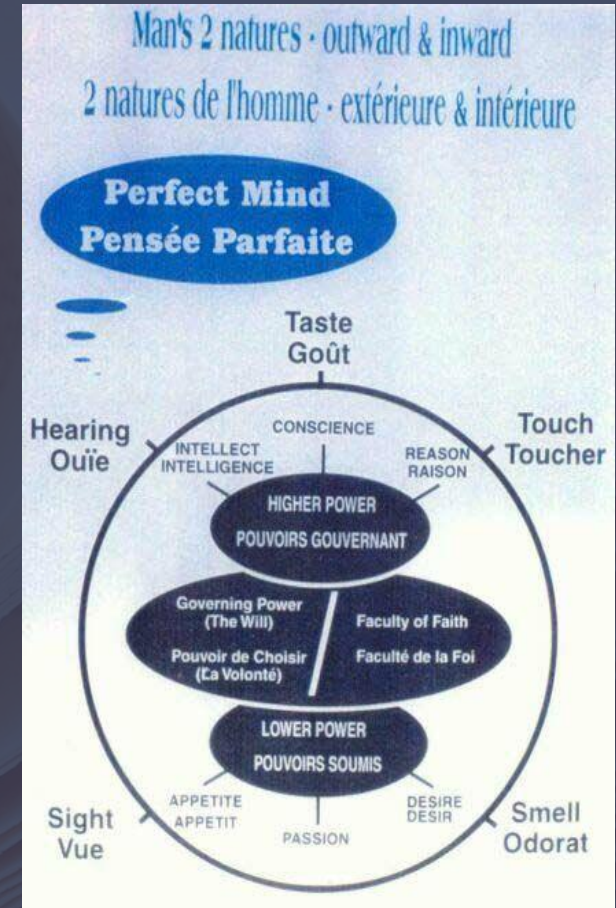 Man's 2 natures - outward & inward
2 natures de l'homme - extérieure & intérieure
Perfect Mind
Pensée Parfaite
Taste
Goût
Hearing
Ouïe
Touch
Toucher
CONSCIENCE
INTELLECT
INTELLIGENCE
REASON
RAISON
HIGHER POWER
POUVOIRS GOUVERNANT
Governing Power
(The Will)
Pouvoir de Choisir
(La Volonté)
Faculty of Faith
Faculté de la Foi
LOWER POWER
POUVOIRS SOUMIS
APPETITE
APPETIT
PASSION
DESIRE
DESIR
Sight
Vue
Smell
Odorat